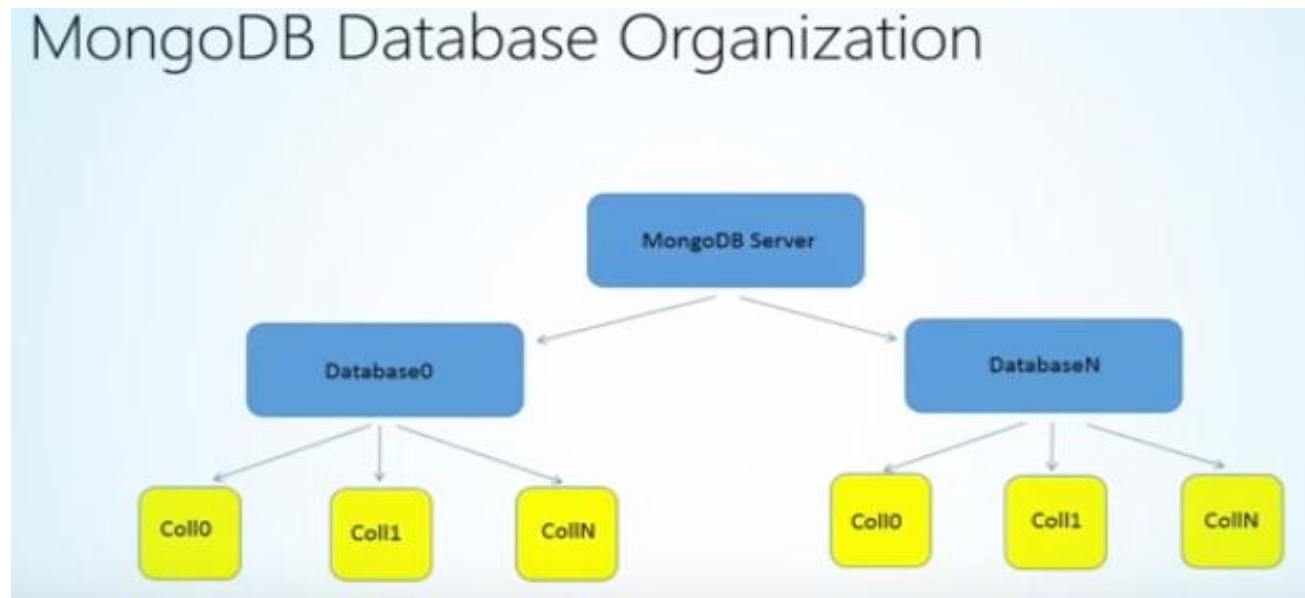 MongoDB Database Organization
MongoDB Server
Database0
DatabaseN
Coll0
Coll1
CollN
Coll0
Coll1
CollN